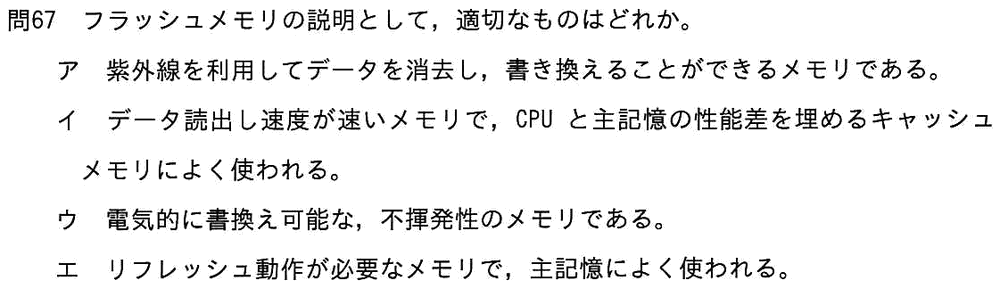 問67 フラッシュメモリの説明として，適切なものはどれか。
ア 紫外線を利用してデータを消去し，書き換えることができるメモリである。
イ データ読出し速度が速いメモリで，CPU と主記憶の性能差を埋めるキャッシュ
メモリによく使われる。
ウ 電気的に書換え可能な，不揮発性のメモリである。
エ リフレッシュ動作が必要なメモリで，主記憶によく使われる。